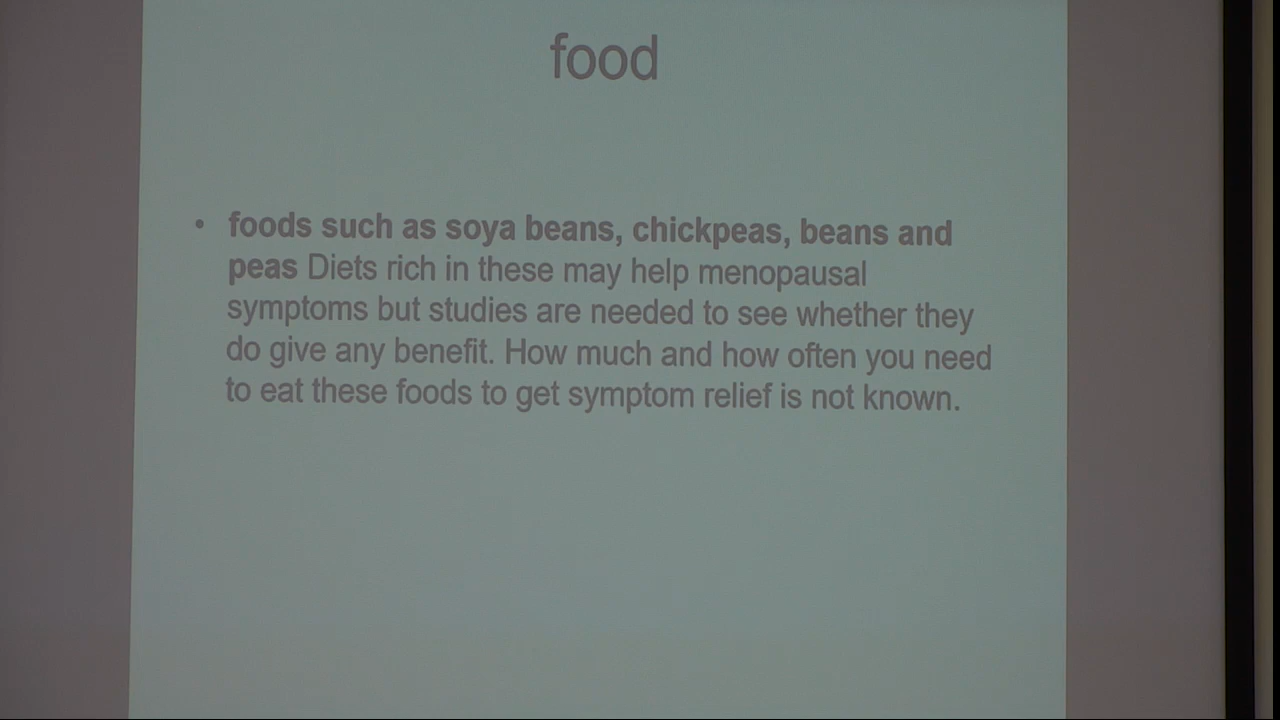 food
• foods such as soya beans, chickpeas, beans and
peas Diets rich in these may help menopausal
symptoms but studies are needed to see whether they
do give any benefit. How much and how often you need
to eat these foods to get symptom relief is not known.